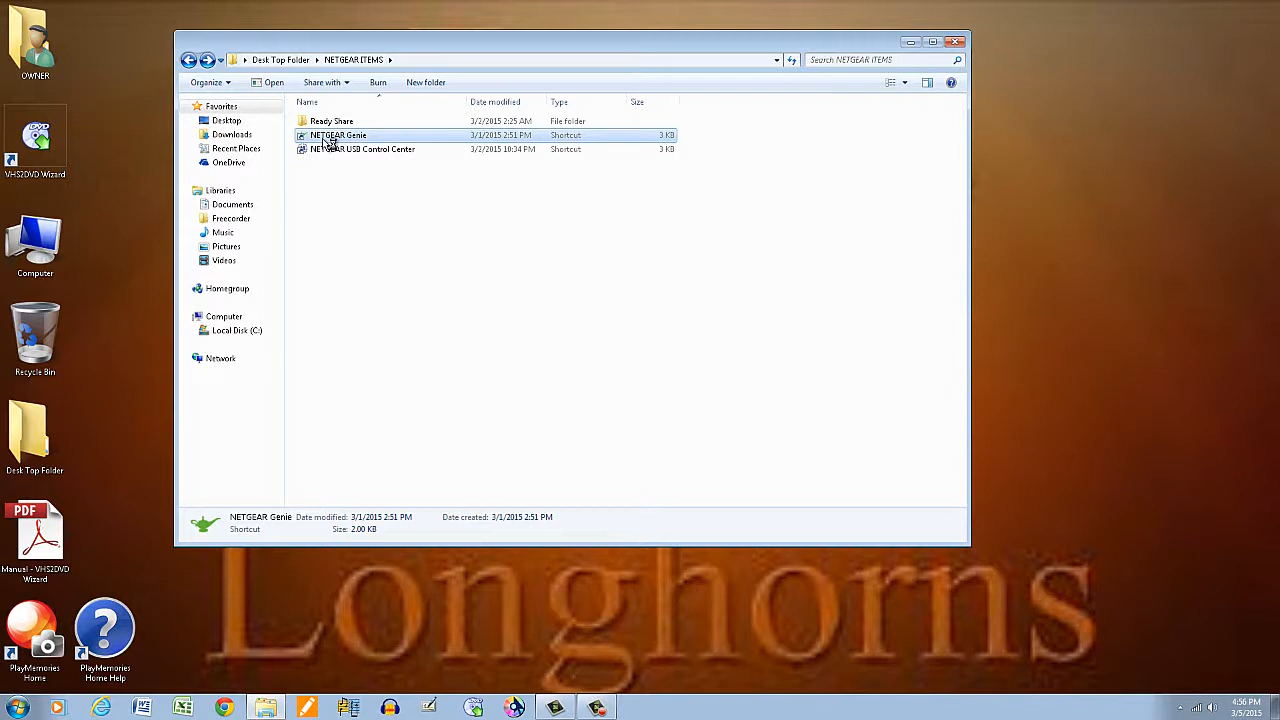 OWNER
VHS2DVD Wizard
Computer
Recycle Bin
Desk Top Folder
PDF
Manual - VHS2DVD
Wizard
PlayMemories
Home
PlayMemories
Home Help
Desk Top Folder
NETGEAR ITEMS
Search NETGEAR ITEMS
Organize
Open
Share with
Burn
New folder
Favorites
Desktop
Downloads
Recent Places
OneDrive
Libraries
Documents
Freecorder
Music
Pictures
Videos
Homegroup
Computer
Local Disk (C:)
Network
Name Date modified Type Size
Ready Share 3/2/2015 2:25 AM File folder
NETGEAR Genie 3/1/2015 2:51 PM Shortcut 3 KB
NETGEAR USB Control Center 3/2/2015 10:34 PM Shortcut 3 KB
NETGEAR Genie Date modified: 3/1/2015 2:51 PM Date created: 3/1/2015 2:51 PM
Shortcut Size: 2.00 KB
Longhorns
4:56 PM
3/5/2015